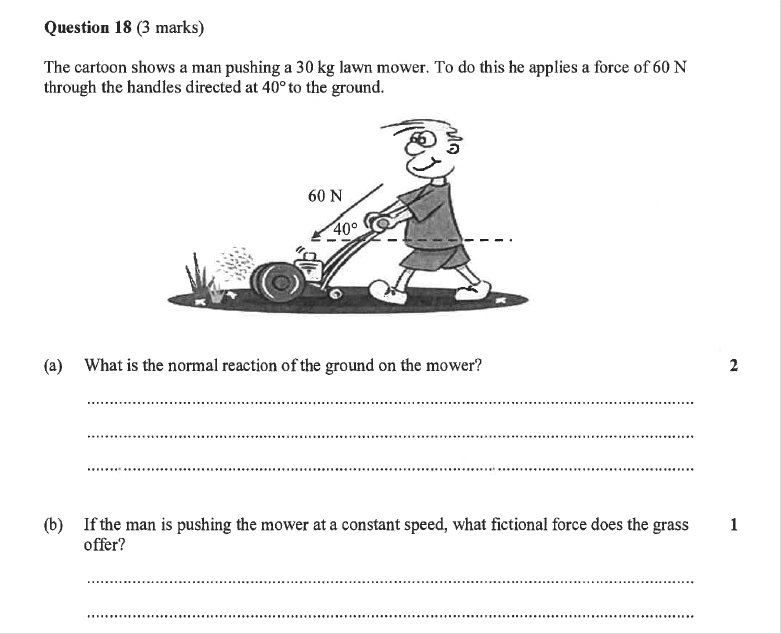 Question 18 (3 marks)
The cartoon shows a man pushing a 30 kg lawn mower. To do this he applies a force of 60 N
through the handles directed at 40° to the ground.
60 N
40°
(a) What is the normal reaction of the ground on the mower? 2
(b) If the man is pushing the mower at a constant speed, what fictional force does the grass 1
offer?